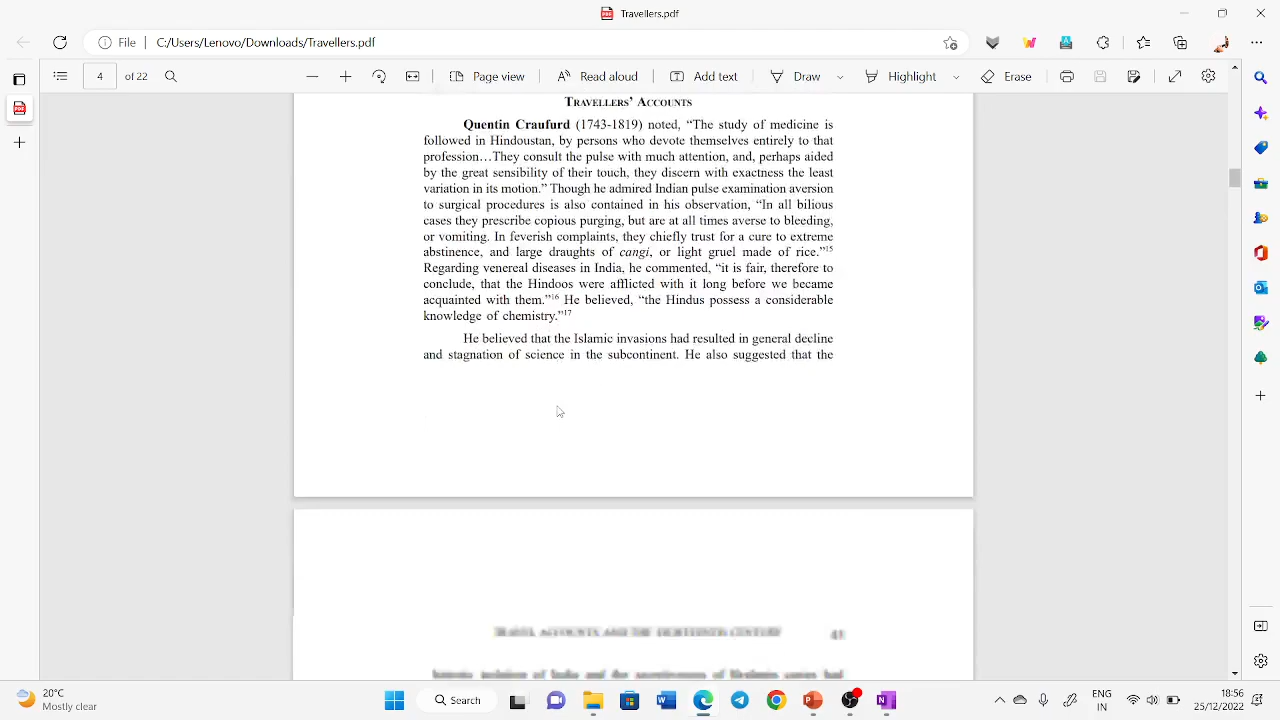 Travellers.pdf
File
C:/Users/Lenovo/Downloads/Travellers.pdf
4 of 22
Page view
Read aloud
Add text
Draw
Highlight
Erase
TRAVELLERS' ACCOUNTS
Quentin Craufurd (1743-1819) noted, “The study of medicine is
followed in Hindoustan, by persons who devote themselves entirely to that
profession…They consult the pulse with much attention, and, perhaps aided
by the great sensibility of their touch, they discern with exactness the least
variation in its motion.” Though he admired Indian pulse examination aversion
to surgical procedures is also contained in his observation, “In all bilious
cases they prescribe copious purging, but are at all times averse to bleeding,
or vomiting. In feverish complaints, they chiefly trust for a cure to extreme
abstinence, and large draughts of cangi, or light gruel made of rice.”15
Regarding venereal diseases in India, he commented, “it is fair, therefore to
conclude, that the Hindoos were afflicted with it long before we became
acquainted with them.”16 He believed, “the Hindus possess a considerable
knowledge of chemistry.”17
He believed that the Islamic invasions had resulted in general decline
and stagnation of science in the subcontinent. He also suggested that the
TRAVEL ACCOUNTS AND THE EIGHTEENTH CENTURY
20°C
Mostly clear
Search
ENG
IN
18:56
25/12/2022